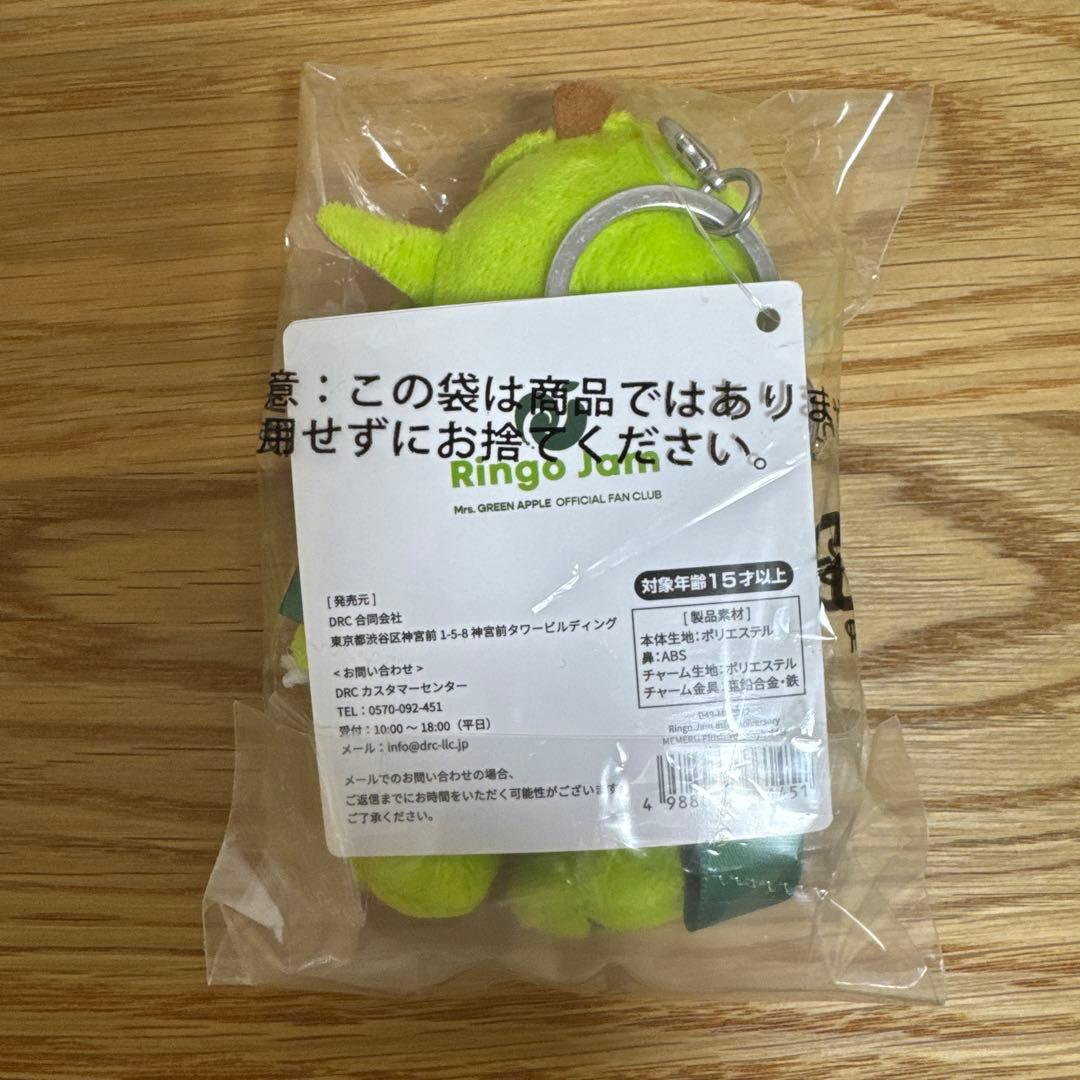 意：この袋は商品ではありま
用せずにお捨てください。
Ringo Jam
Mrs. GREEN APPLE OFFICIAL FAN CLUB
対象年齢15才以上
[発売元]
DRC 合同会社
東京都渋谷区神宮前 1-5-8 神宮前タワービルディング
<お問い合わせ>
DRC カスタマーセンター
TEL：0570-092-451
受付：10:00 ～ 18:00（平日）
メール：info@drc-llc.jp
メールでのお問い合わせの場合、
ご返信までにお時間をいただく可能性がございます。
ご了承ください。
[製品素材]
本体生地：ポリエステル
鼻：ABS
チャーム生地：ポリエステル
チャーム金具：亜鉛合金・鉄
Ringo Jam 8th Anniversary
MEMERU
4 988 451